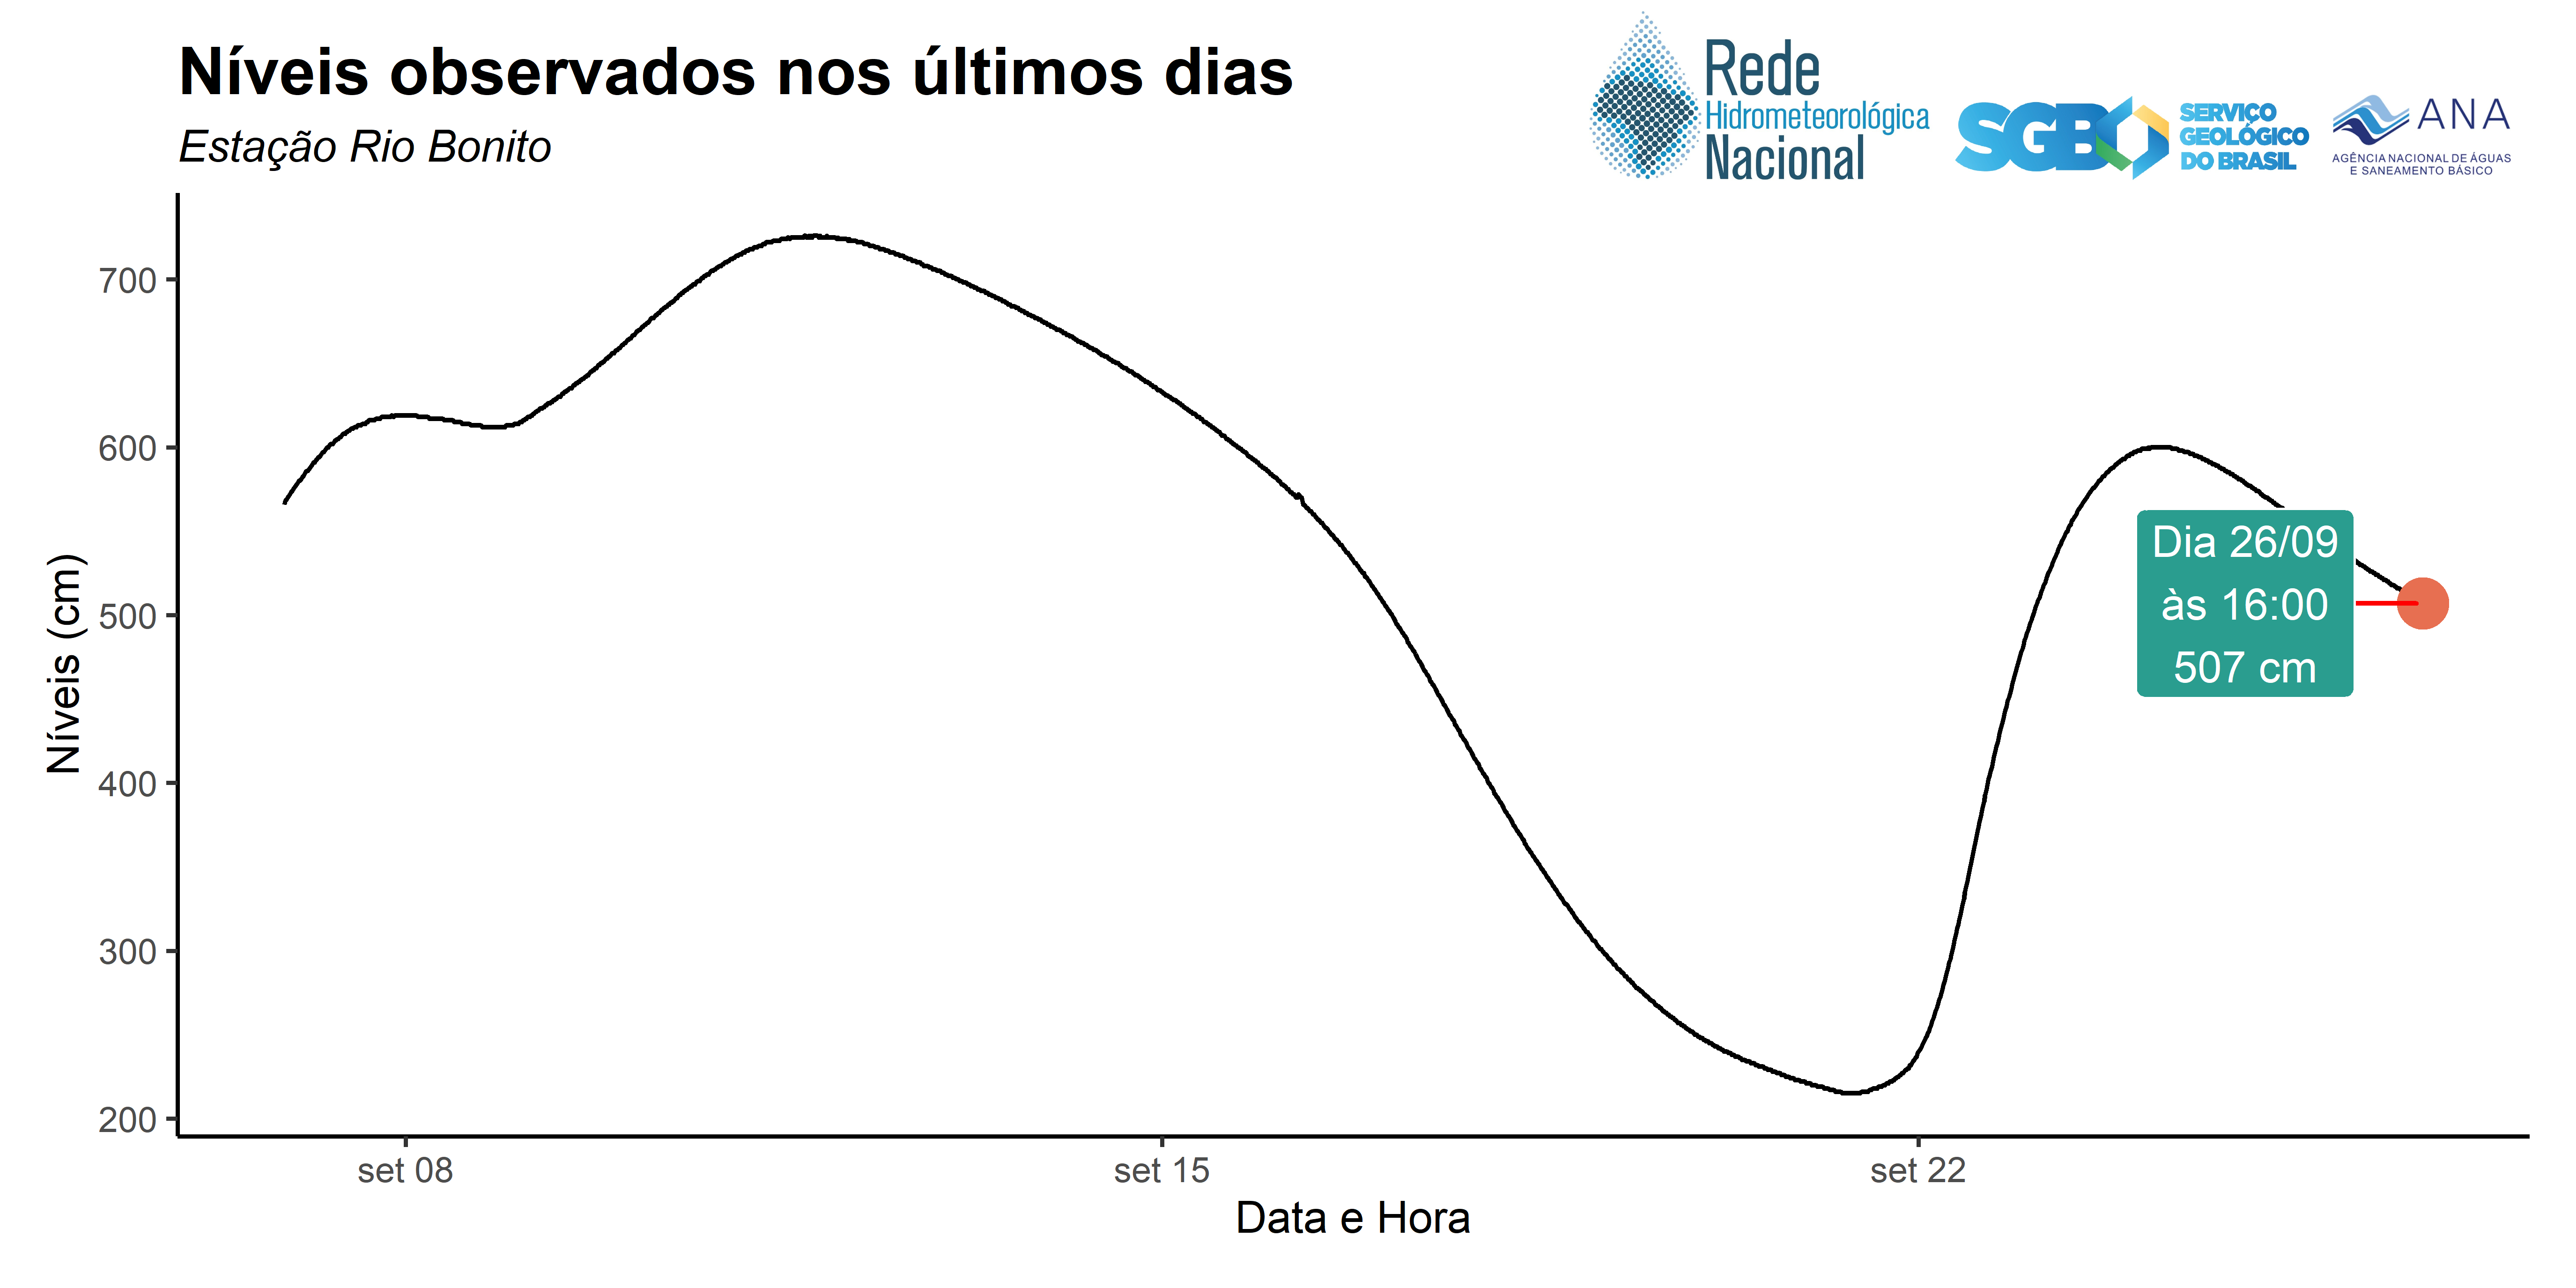 Níveis observados nos últimos dias
Estação Rio Bonito
Rede
Hidrometeorológica
Nacional
SGB
SERVIÇO
GEOLÓGICO
DO BRASIL
ANA
AGÊNCIA NACIONAL DE ÁGUAS
E SANEAMENTO BÁSICO
Níveis (cm)
700
600
500
400
300
200
Dia 26/09
às 16:00
507 cm
set 08
set 15
set 22
Data e Hora